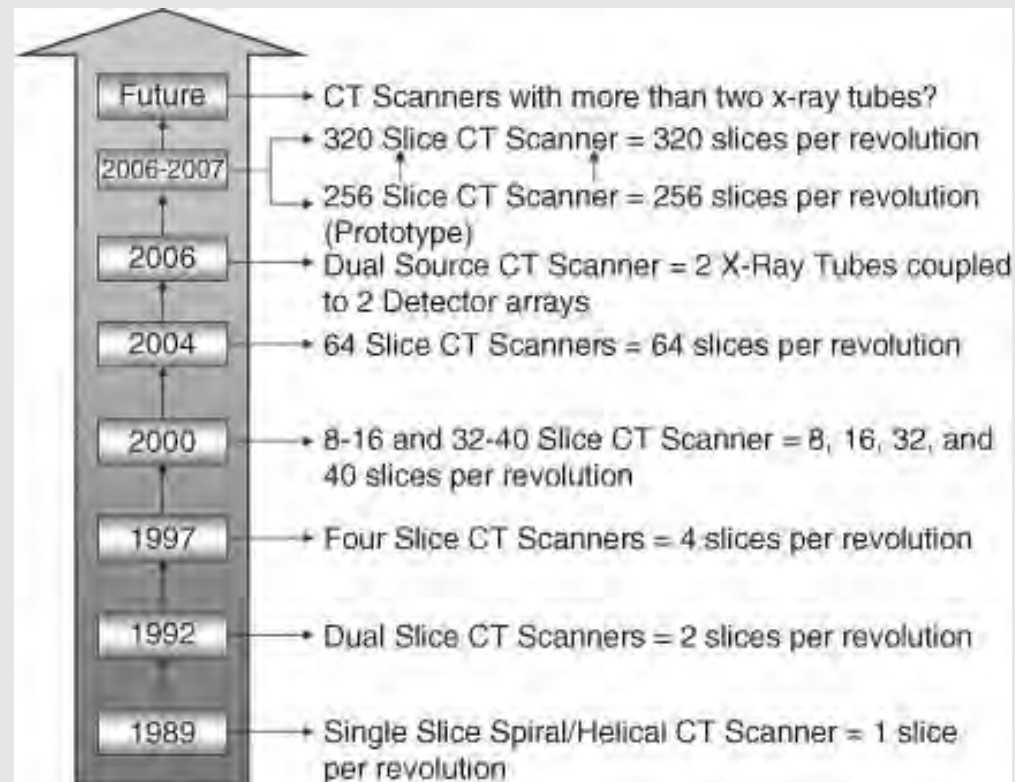 Future
CT Scanners with more than two x-ray tubes?
2006-2007
320 Slice CT Scanner = 320 slices per revolution
256 Slice CT Scanner = 256 slices per revolution
(Prototype)
2006
Dual Source CT Scanner = 2 X-Ray Tubes coupled
to 2 Detector arrays
2004
64 Slice CT Scanners = 64 slices per revolution
2000
8-16 and 32-40 Slice CT Scanner = 8, 16, 32, and
40 slices per revolution
1997
Four Slice CT Scanners = 4 slices per revolution
1992
Dual Slice CT Scanners = 2 slices per revolution
1989
Single Slice Spiral/Helical CT Scanner = 1 slice
per revolution